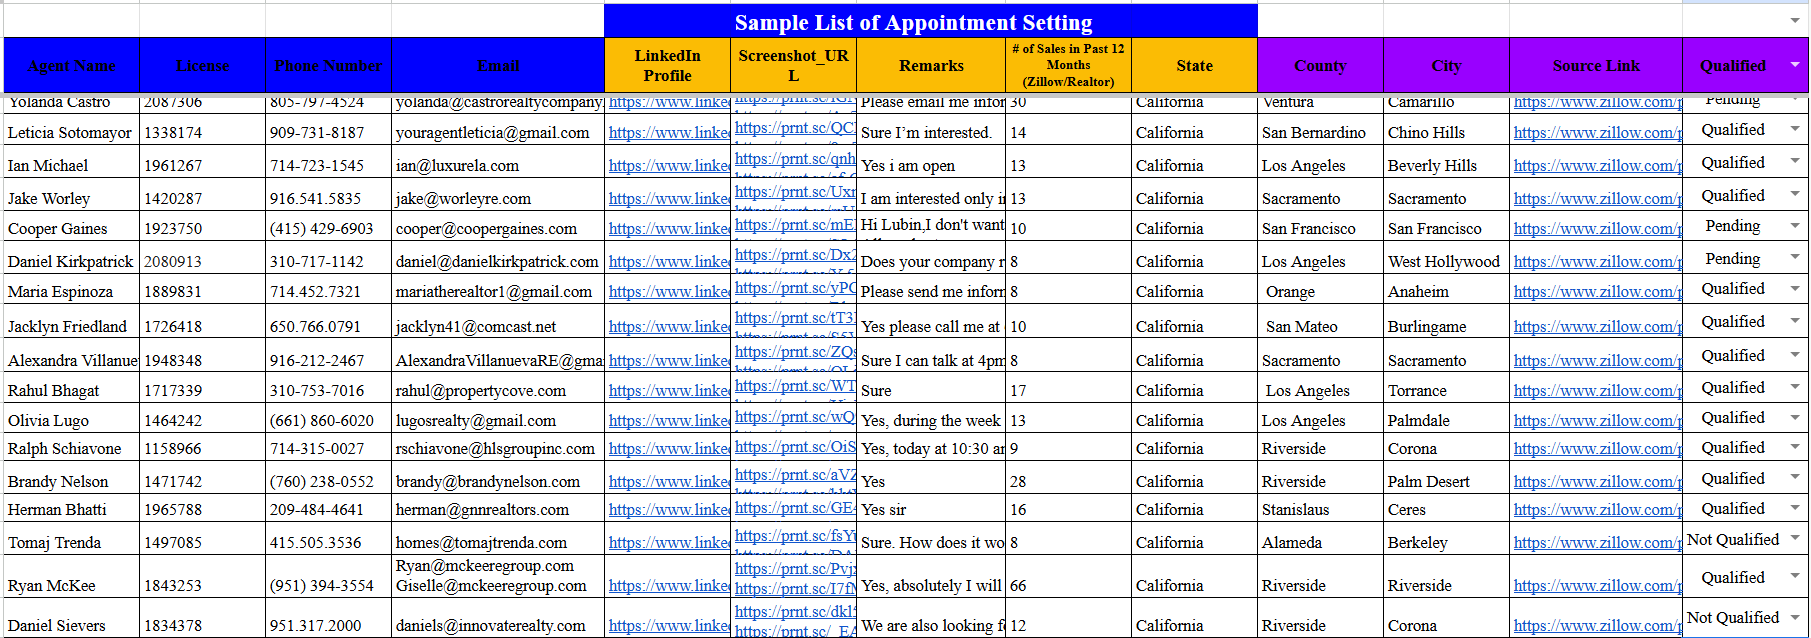 Sample List of Appointment Setting
Agent Name License Phone Number Email LinkedIn Profile Screenshot_URL Remarks # of Sales in Past 12 Months (Zillow/Realtor) State County City Source Link Qualified
Yolanda Castro 2087306 805-797-4524 yolanda@castrorealtycompany. https://www.linke https://prnt.sc/ Please email me infor 30 California Ventura Camarillo https://www.zillow.com/p Pending
Leticia Sotomayor 1338174 909-731-8187 youragentleticia@gmail.com https://www.linke https://prnt.sc/QC Sure I’m interested. 14 California San Bernardino Chino Hills https://www.zillow.com/p Qualified
Ian Michael 1961267 714-723-1545 ian@luxurela.com https://www.linke https://prnt.sc/qnh Yes i am open 13 California Los Angeles Beverly Hills https://www.zillow.com/p Qualified
Jake Worley 1420287 916.541.5835 jake@worleyre.com https://www.linke https://prnt.sc/Uxr I am interested only i 13 California Sacramento Sacramento https://www.zillow.com/p Qualified
Cooper Gaines 1923750 (415) 429-6903 cooper@coopergaines.com https://www.linke https://prnt.sc/mE Hi Lubin,I don't want 10 California San Francisco San Francisco https://www.zillow.com/p Pending
Daniel Kirkpatrick 2080913 310-717-1142 daniel@danielkirkpatrick.com https://www.linke https://prnt.sc/Dx Does your company r 8 California Los Angeles West Hollywood https://www.zillow.com/p Pending
Maria Espinoza 1889831 714.452.7321 mariatherealtor1@gmail.com https://www.linke https://prnt.sc/yPC Please send me inforn 8 California Orange Anaheim https://www.zillow.com/p Qualified
Jacklyn Friedland 1726418 650.766.0791 jacklyn41@comcast.net https://www.linke https://prnt.sc/tT3 Yes please call me at 10 California San Mateo Burlingame https://www.zillow.com/p Qualified
Alexandra Villanue 1948348 916-212-2467 AlexandraVillanuevaRE@gma https://www.linke https://prnt.sc/ZQs Sure I can talk at 4pm 8 California Sacramento Sacramento https://www.zillow.com/p Qualified
Rahul Bhagat 1717339 310-753-7016 rahul@propertycove.com https://www.linke https://prnt.sc/WT Sure 17 California Los Angeles Torrance https://www.zillow.com/p Qualified
Olivia Lugo 1464242 (661) 860-6020 lugosrealty@gmail.com https://www.linke https://prnt.sc/wQ Yes, during the week 13 California Los Angeles Palmdale https://www.zillow.com/p Qualified
Ralph Schiavone 1158966 714-315-0027 rschiavone@hlsgroupinc.com https://www.linke https://prnt.sc/OiS Yes, today at 10:30 ar 9 California Riverside Corona https://www.zillow.com/p Qualified
Brandy Nelson 1471742 (760) 238-0552 brandy@brandynelson.com https://www.linke https://prnt.sc/aVZ Yes 28 California Riverside Palm Desert https://www.zillow.com/p Qualified
Herman Bhatti 1965788 209-484-4641 herman@gnnrealtors.com https://www.linke https://prnt.sc/GE Yes sir 16 California Stanislaus Ceres https://www.zillow.com/p Qualified
Tomaj Trenda 1497085 415.505.3536 homes@tomajtrenda.com https://www.linke https://prnt.sc/fsY Sure. How does it wo 8 California Alameda Berkeley https://www.zillow.com/p Not Qualified
Ryan McKee 1843253 (951) 394-3554 Ryan@mckeeregroup.com Giselle@mckeeregroup.com https://www.linke https://prnt.sc/Pvj https://prnt.sc/I7f Yes, absolutely I will 66 California Riverside Riverside https://www.zillow.com/p Qualified
Daniel Sievers 1834378 951.317.2000 daniels@innovaterealty.com https://www.linke https://prnt.sc/dkl https://prnt.sc/_EA We are also looking f 12 California Riverside Corona https://www.zillow.com/p Not Qualified